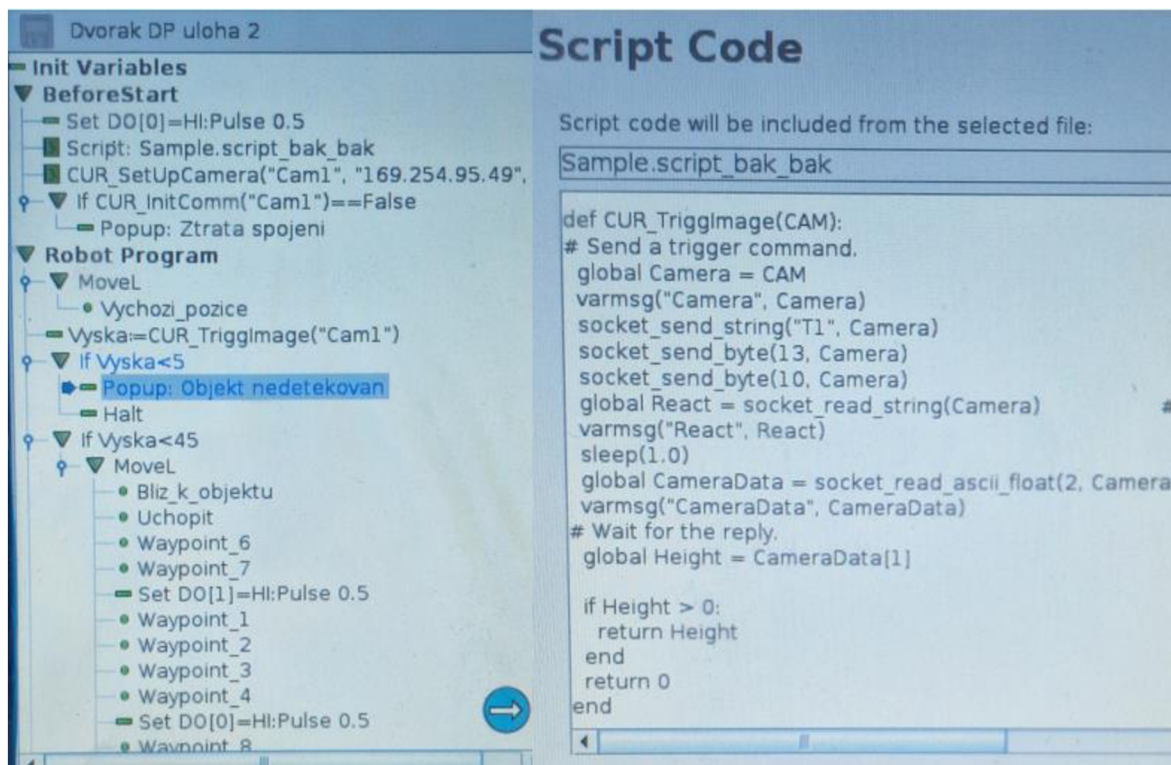 Dvorak DP uloha 2
Init Variables
BeforeStart
Set DO[0]=HI:Pulse 0.5
Script: Sample.script_bak_bak
CUR_SetUpCamera("Cam1", "169.254.95.49",
If CUR_InitComm("Cam1")==False
Popup: Ztrata spojeni
Robot Program
MoveL
Vychozi_pozice
Vyska:=CUR_TriggImage("Cam1")
If Vyska<5
Popup: Objekt nedetekovan
Halt
If Vyska<45
MoveL
Bliz_k_objektu
Uchopit
Waypoint_6
Waypoint_7
Set DO[1]=HI:Pulse 0.5
Waypoint_1
Waypoint_2
Waypoint_3
Waypoint_4
Set DO[0]=HI:Pulse 0.5
Waypoint_8
Script Code
Script code will be included from the selected file:
Sample.script_bak_bak
def CUR_TriggImage(CAM):
# Send a trigger command.
global Camera = CAM
varmsg("Camera", Camera)
socket_send_string("T1", Camera)
socket_send_byte(13, Camera)
socket_send_byte(10, Camera)
global React = socket_read_string(Camera) #
varmsg("React", React)
sleep(1.0)
global CameraData = socket_read_ascii_float(2, Camera
varmsg("CameraData", CameraData)
# Wait for the reply.
global Height = CameraData[1]
if Height > 0:
return Height
end
return 0
end